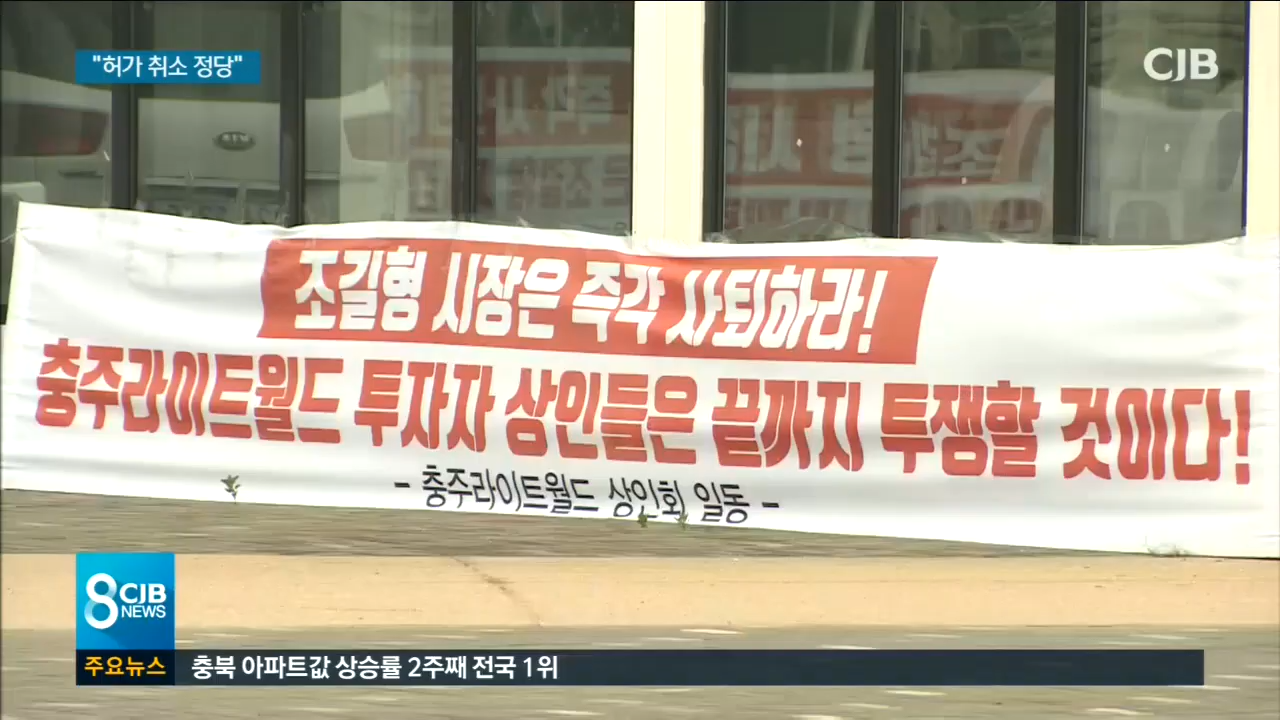 "허가 취소 정당"
CJB
조길형 시장은 즉각 사퇴하라!
충주라이트월드 투자자 상인들은 끝까지 투쟁할 것이다!
- 충주라이트월드 상인회 일동 -
8 CJB
NEWS
주요뉴스 충북 아파트값 상승률 2주째 전국 1위